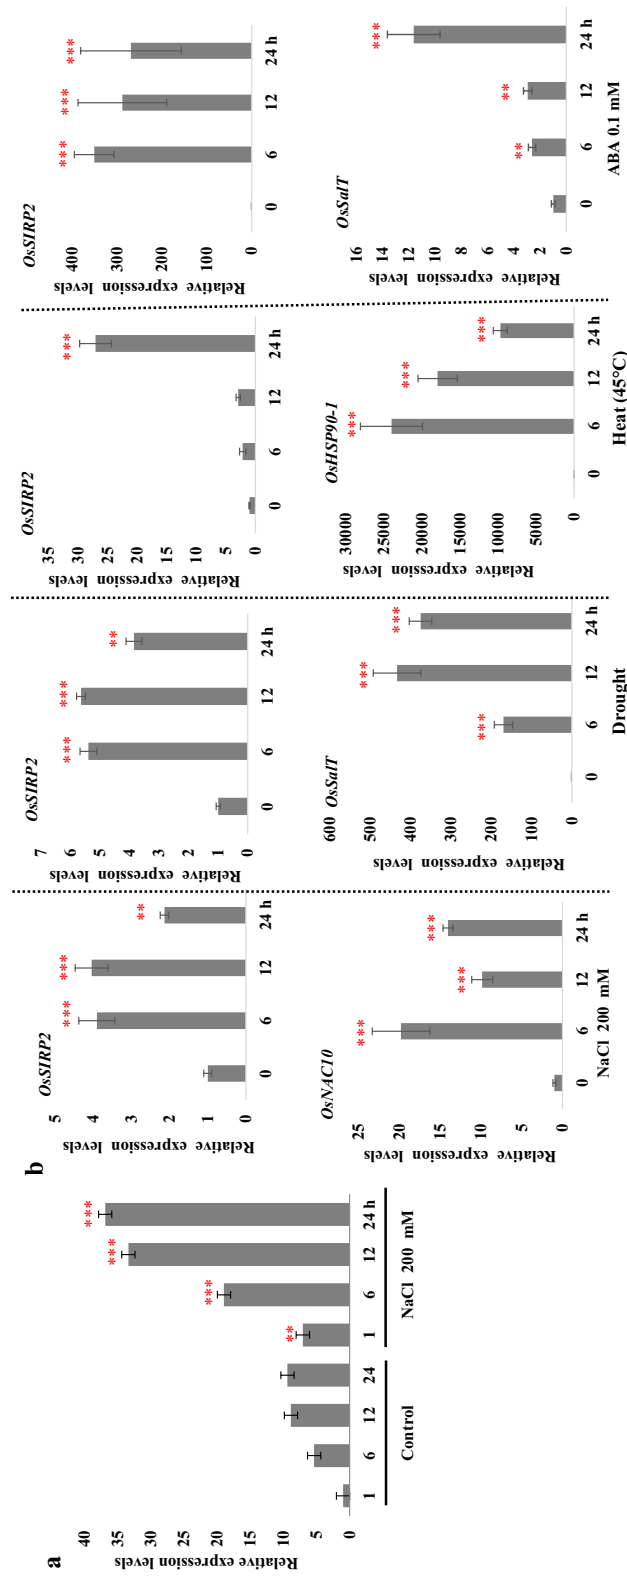 a
Relative expression levels
40
35
30
25
20
15
10
5
0
**
***
***
***
1 6 12 24 1 6 12 24 h
Control NaCl 200 mM
b
OsSIRP2
Relative expression levels
5
4
3
2
1
0
***
***
**
0 6 12 24 h
OsSIRP2
Relative expression levels
7
6
5
4
3
2
1
0
***
***
**
0 6 12 24 h
OsSIRP2
Relative expression levels
35
30
25
20
15
10
5
0
***
0 6 12 24 h
OsSIRP2
Relative expression levels
400
300
200
100
0
***
***
***
0 6 12 24 h
OsNAC10
Relative expression levels
25
20
15
10
5
0
***
***
***
0 6 12 24 h
NaCl 200 mM
OsSalT
Relative expression levels
600
500
400
300
200
100
0
***
***
***
0 6 12 24 h
Drought
OsHSP90-1
Relative expression levels
30000
25000
20000
15000
10000
5000
0
***
***
***
0 6 12 24 h
Heat (45°C)
OsSalT
Relative expression levels
16
14
12
10
8
6
4
2
0
**
**
***
0 6 12 24 h
ABA 0.1 mM